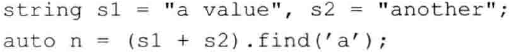 string s1 = "a value", s2 = "another";
auto n = (s1 + s2).find('a');